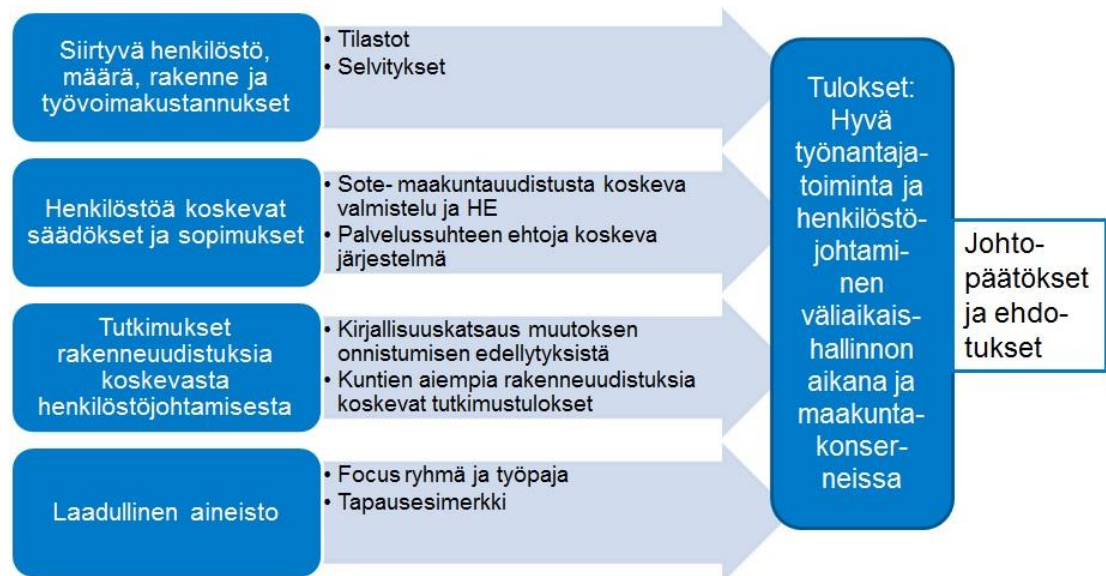 Siirtyvä henkilöstö,
määrä, rakenne ja
työvoimakustannukset
• Tilastot
• Selvitykset
Henkilöstöä koskevat
säädökset ja sopimukset
• Sote- maakuntauudistusta koskeva
valmistelu ja HE
• Palvelussuhteen ehtoja koskeva
järjestelmä
Tutkimukset
rakenneuudistuksia
koskevasta
henkilöstöjohtamisesta
• Kirjallisuuskatsaus muutoksen
onnistumisen edellytyksistä
• Kuntien aiempia rakenneuudistuksia
koskevat tutkimustulokset
Laadullinen aineisto
• Focus ryhmä ja työpaja
• Tapausesimerkki
Tulokset:
Hyvä
työnantaja-
toiminta ja
henkilöstö-
johtami-
nen
väliaikais-
hallinnon
aikana ja
maakunta-
konser-
neissa
Johto-
päätökset
ja ehdo-
tukset